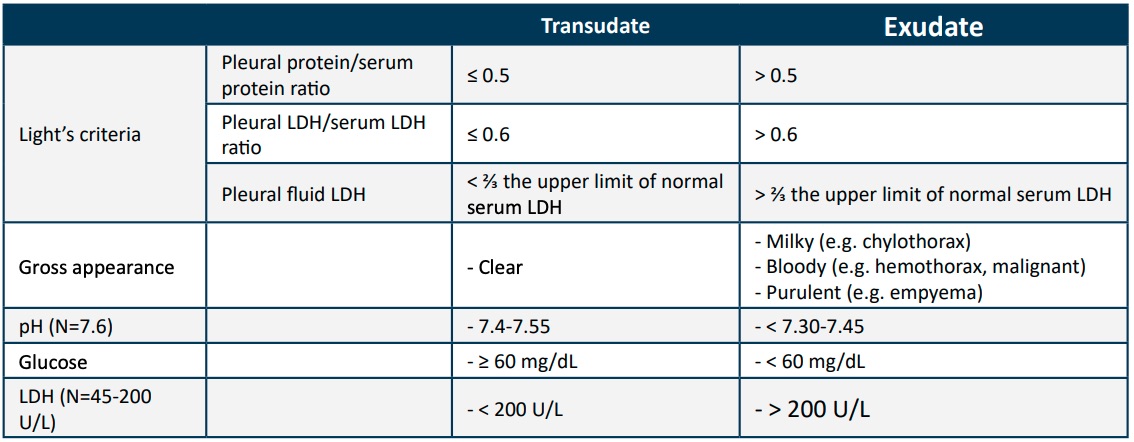 Transudate Exudate
Light’s criteria
Pleural protein/serum
protein ratio
≤ 0.5
> 0.5
Pleural LDH/serum LDH
ratio
≤ 0.6
> 0.6
Pleural fluid LDH
< ⅔ the upper limit of normal
serum LDH
> ⅔ the upper limit of normal serum LDH
Gross appearance
- Clear
- Milky (e.g. chylothorax)
- Bloody (e.g. hemothorax, malignant)
- Purulent (e.g. empyema)
pH (N=7.6)
- 7.4-7.55
- < 7.30-7.45
Glucose
- ≥ 60 mg/dL
- < 60 mg/dL
LDH (N=45-200
U/L)
- < 200 U/L
- > 200 U/L